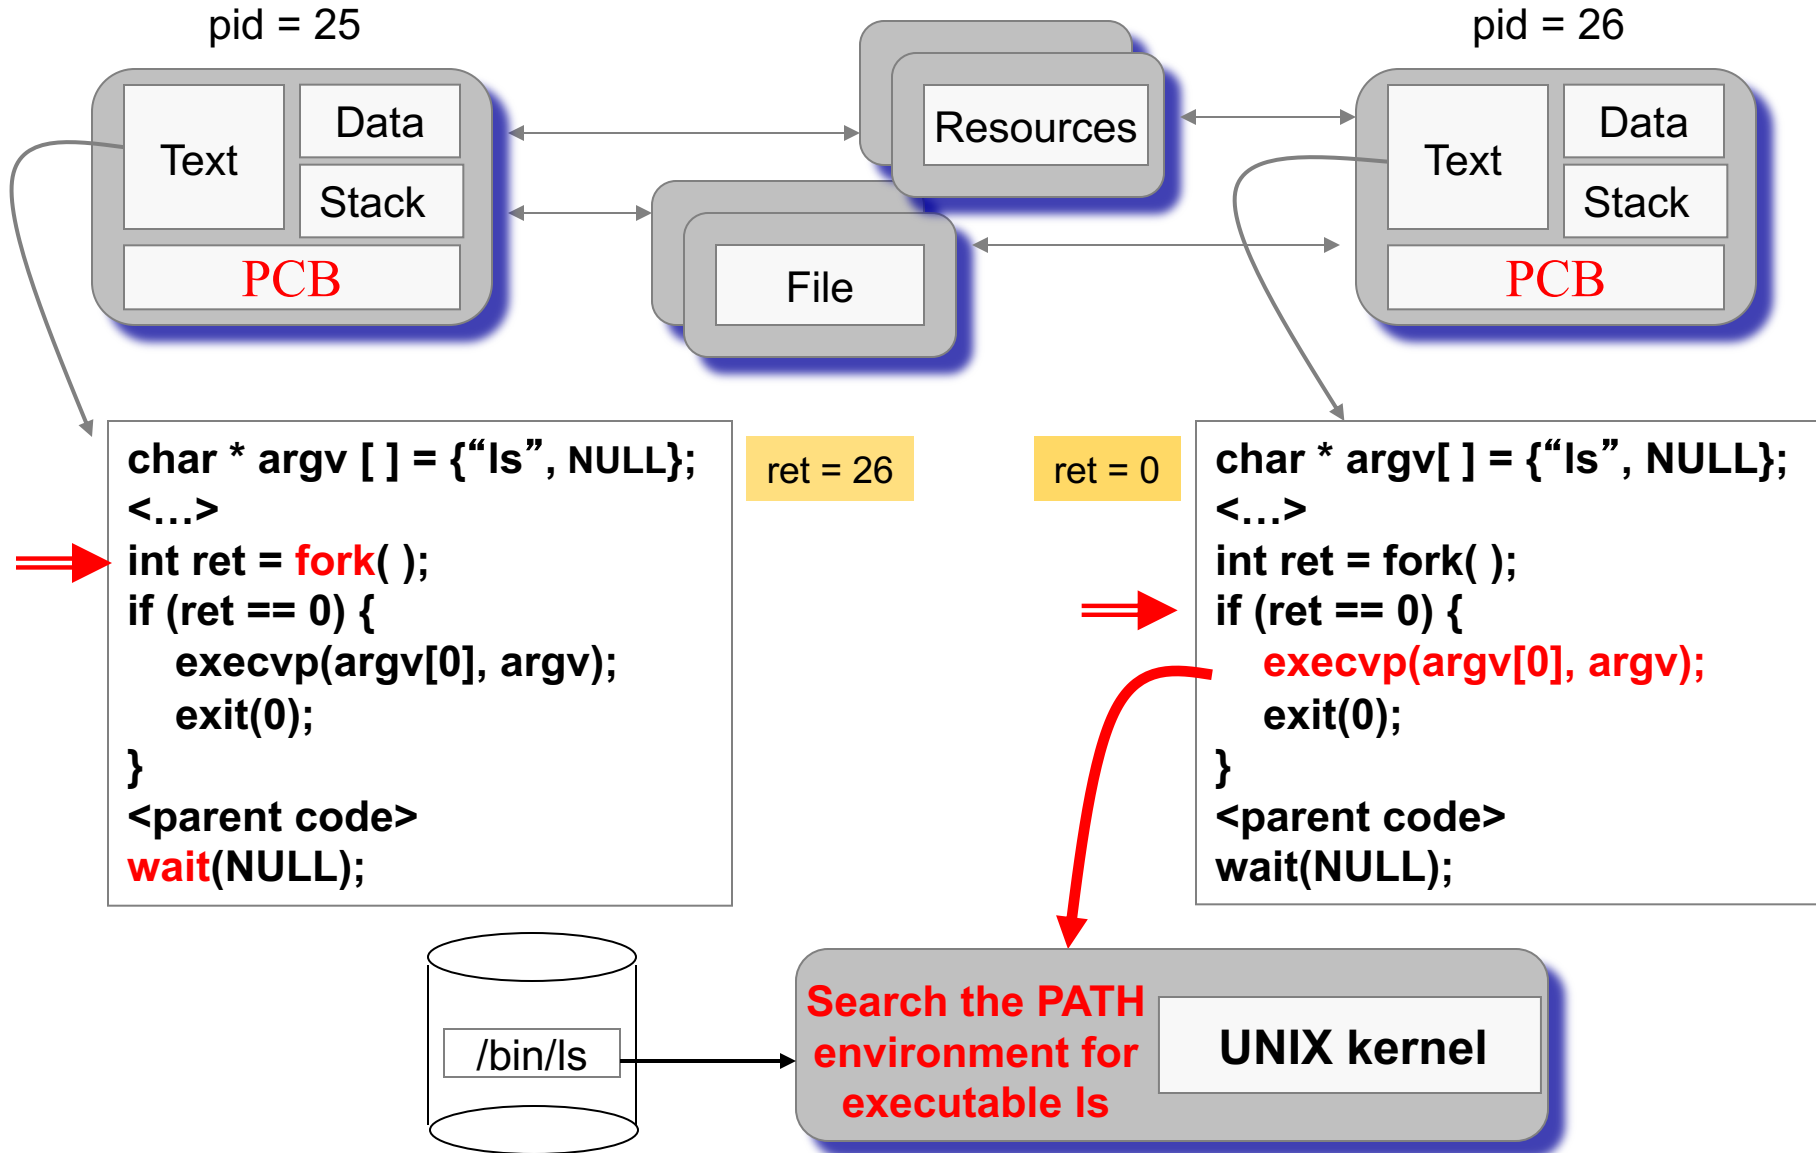 pid = 25
pid = 26
Text
Data
Stack
PCB
Resources
File
Text
Data
Stack
PCB
char * argv [ ] = {“ls”, NULL};
<...>
int ret = fork( );
if (ret == 0) {
execvp(argv[0], argv);
exit(0);
}
<parent code>
wait(NULL);
ret = 26
ret = 0
char * argv[ ] = {“ls”, NULL};
<...>
int ret = fork( );
if (ret == 0) {
execvp(argv[0], argv);
exit(0);
}
<parent code>
wait(NULL);
/bin/ls
Search the PATH
environment for
executable ls
UNIX kernel